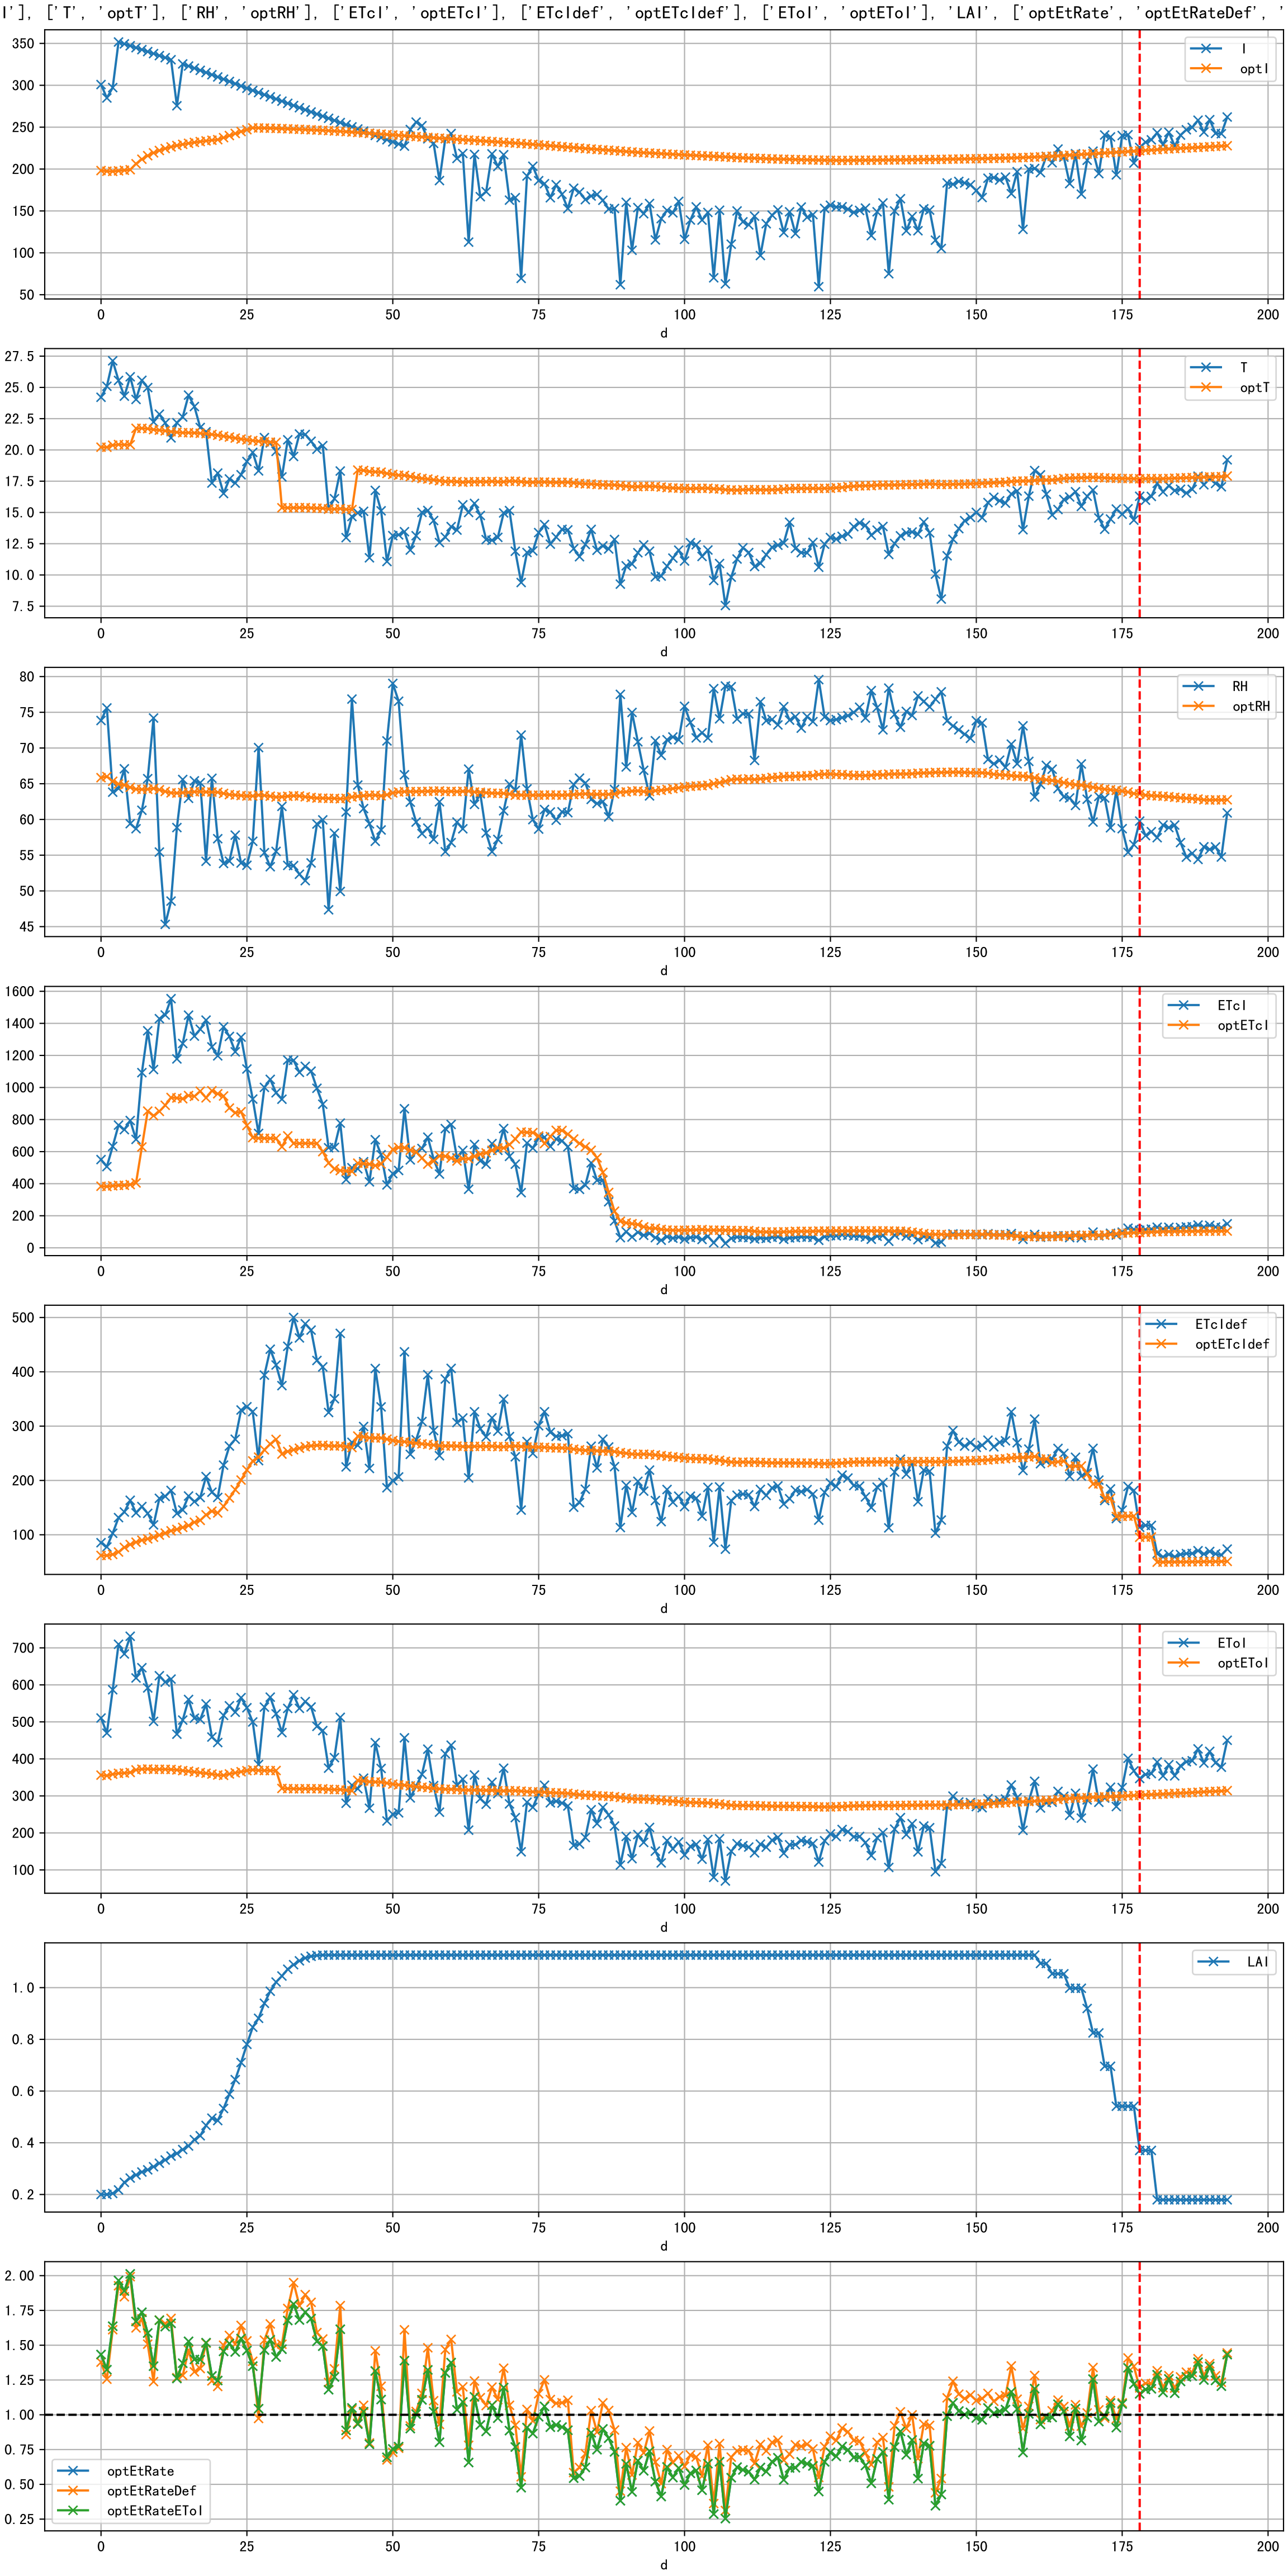 I'], ['T', 'optT'], ['RH', 'optRH'], ['ETcI', 'optETcI'], ['ETcIdef', 'optETcIdef'], ['EToI', 'optEToI'], 'LAI', ['optEtRate', 'optEtRateDef', '
I
optI
350
300
250
200
150
100
50
0 25 50 75 100 125 150 175 200
d
T
optT
27.5
25.0
22.5
20.0
17.5
15.0
12.5
10.0
7.5
0 25 50 75 100 125 150 175 200
d
RH
optRH
80
75
70
65
60
55
50
45
0 25 50 75 100 125 150 175 200
d
ETcI
optETcI
1600
1400
1200
1000
800
600
400
200
0
0 25 50 75 100 125 150 175 200
d
ETcIdef
optETcIdef
500
400
300
200
100
0 25 50 75 100 125 150 175 200
d
EToI
optEToI
700
600
500
400
300
200
100
0 25 50 75 100 125 150 175 200
d
LAI
1.0
0.8
0.6
0.4
0.2
0 25 50 75 100 125 150 175 200
d
2.00
1.75
1.50
1.25
1.00
0.75
0.50
0.25
optEtRate
optEtRateDef
optEtRateEToI
0 25 50 75 100 125 150 175 200
d